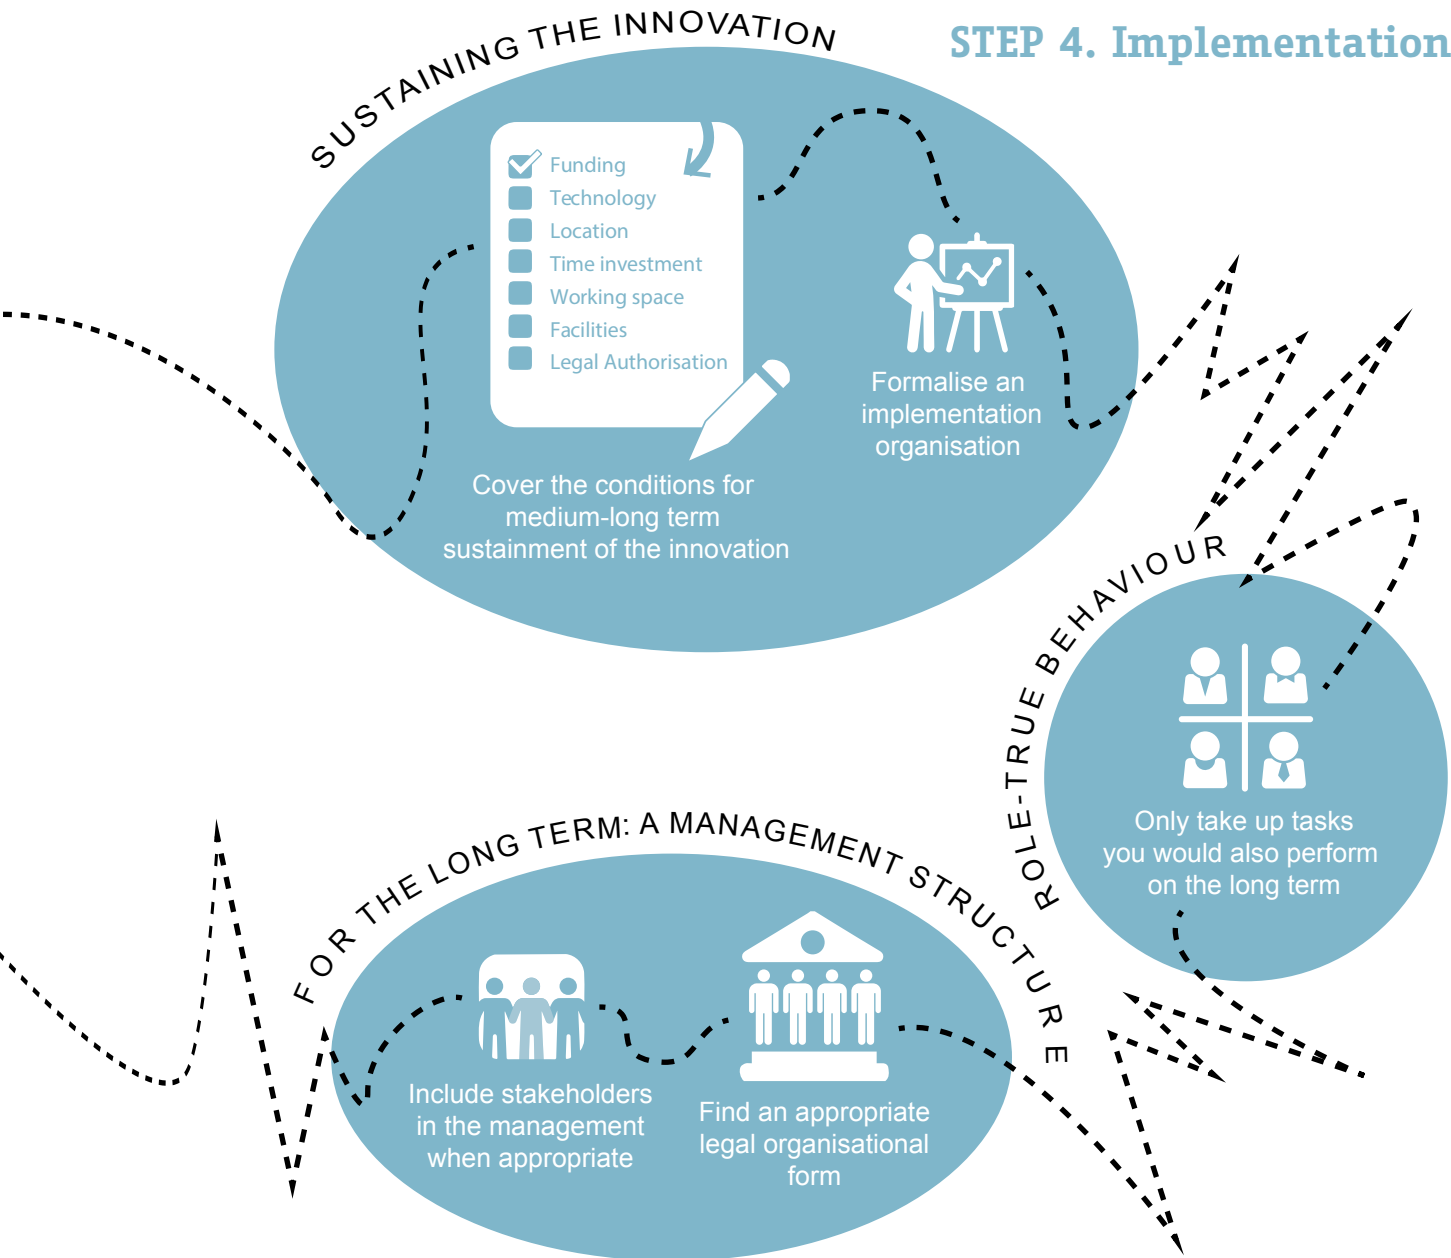 STEP 4. Implementation
SUSTAINING THE INNOVATION
Funding
Technology
Location
Time investment
Working space
Facilities
Legal Authorisation
Cover the conditions for
medium-long term
sustainment of the innovation
Formalise an
implementation
organisation
ROLE-TRUE BEHAVIOUR
Only take up tasks
you would also perform
on the long term
FOR THE LONG TERM: A MANAGEMENT STRUCTURE
Include stakeholders
in the management
when appropriate
Find an appropriate
legal organisational
form